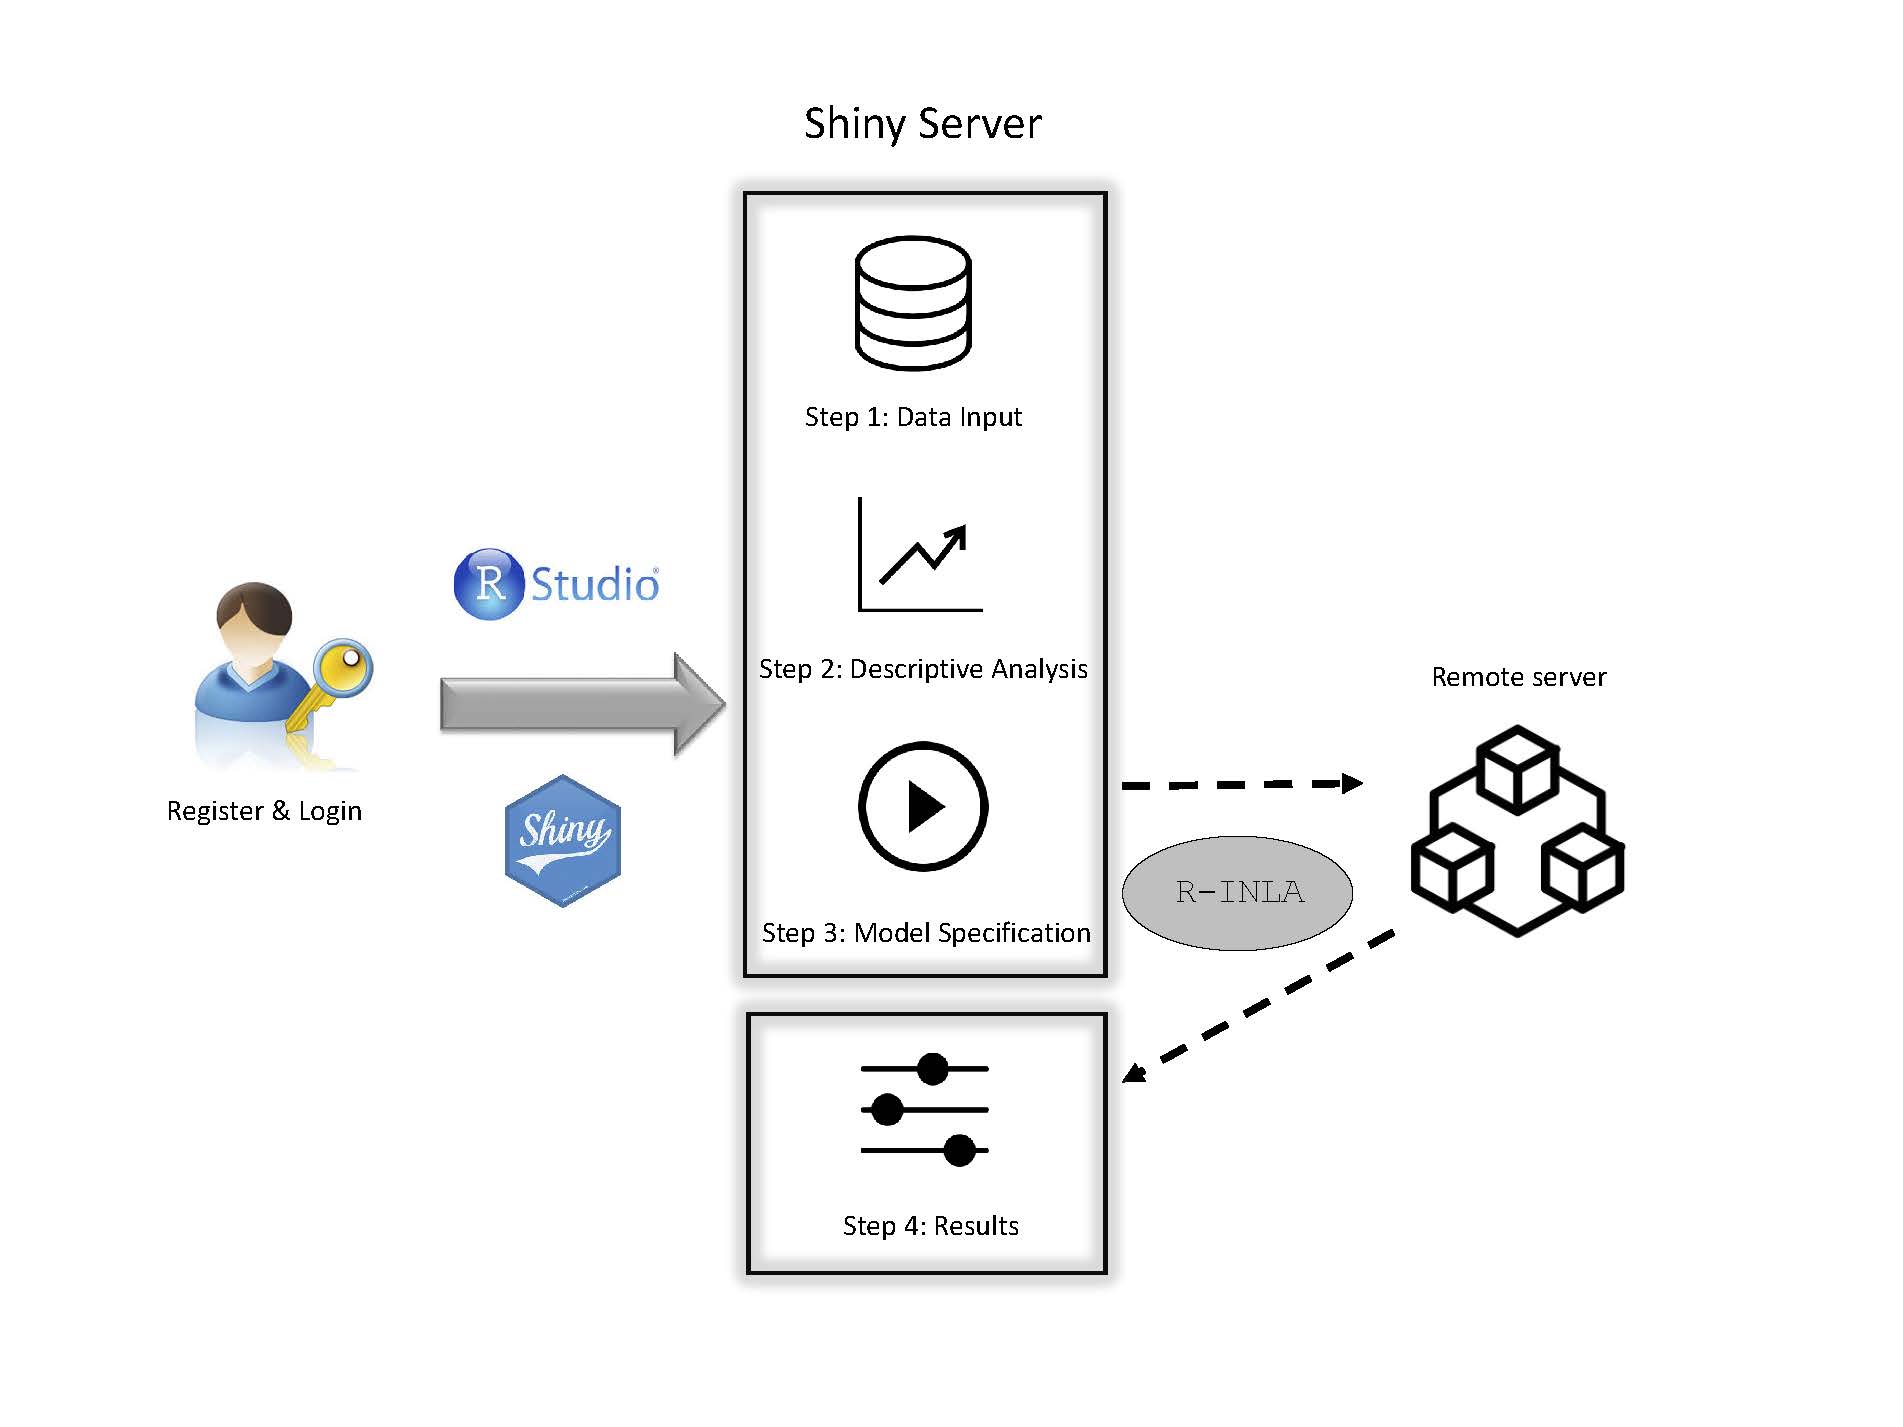 Shiny Server
Step 1: Data Input
R Studio®
Step 2: Descriptive Analysis
Remote server
Register & Login
Shiny
R-INLA
Step 3: Model Specification
Step 4: Results